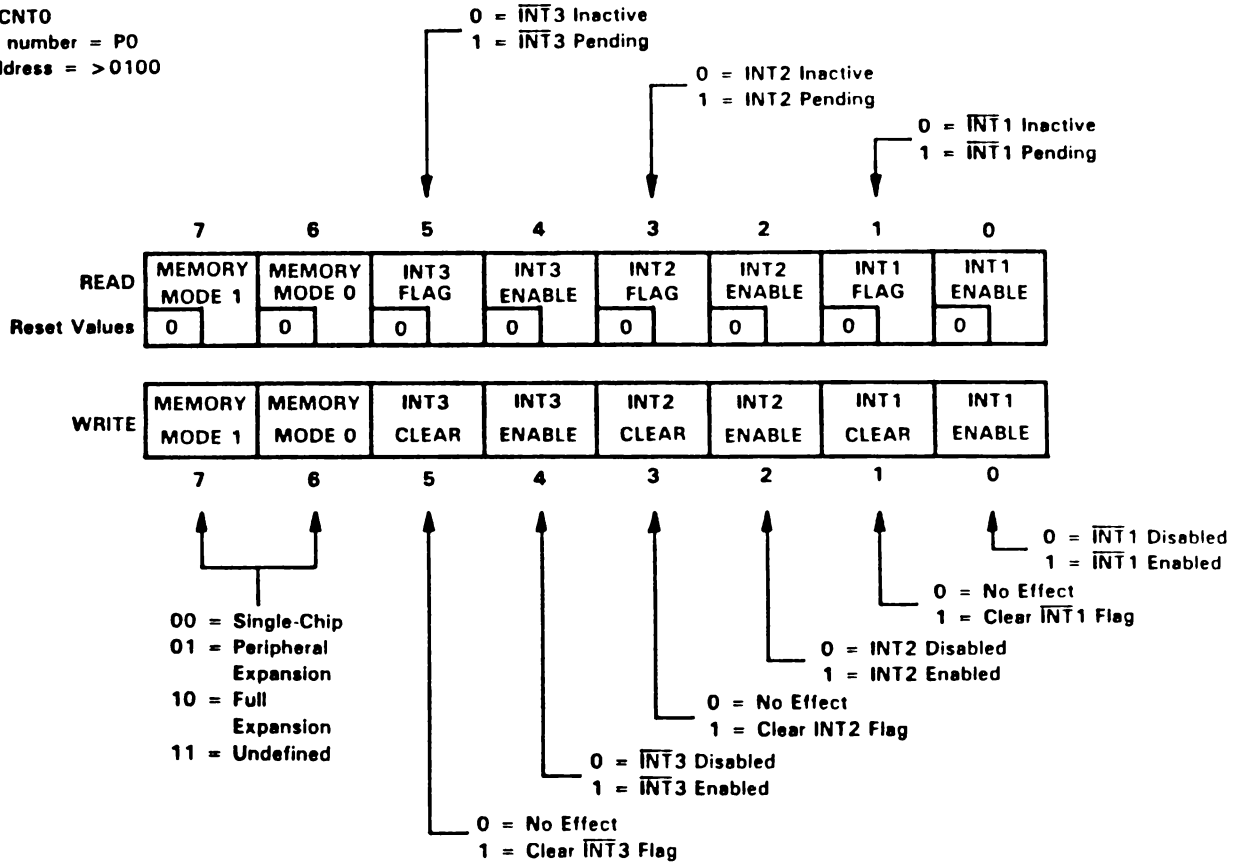 CNT0
number = P0
dress = >0100
0 = INT3 Inactive
1 = INT3 Pending
0 = INT2 Inactive
1 = INT2 Pending
0 = INT1 Inactive
1 = INT1 Pending
7 6 5 4 3 2 1 0
READ
MEMORY MODE 1
MEMORY MODE 0
INT3 FLAG
INT3 ENABLE
INT2 FLAG
INT2 ENABLE
INT1 FLAG
INT1 ENABLE
Reset Values 0 0 0 0 0 0 0 0
WRITE
MEMORY MODE 1
MEMORY MODE 0
INT3 CLEAR
INT3 ENABLE
INT2 CLEAR
INT2 ENABLE
INT1 CLEAR
INT1 ENABLE
7 6 5 4 3 2 1 0
0 = INT1 Disabled
1 = INT1 Enabled
0 = No Effect
1 = Clear INT1 Flag
0 = INT2 Disabled
1 = INT2 Enabled
0 = No Effect
1 = Clear INT2 Flag
0 = INT3 Disabled
1 = INT3 Enabled
0 = No Effect
1 = Clear INT3 Flag
00 = Single-Chip
01 = Peripheral
Expansion
10 = Full
Expansion
11 = Undefined